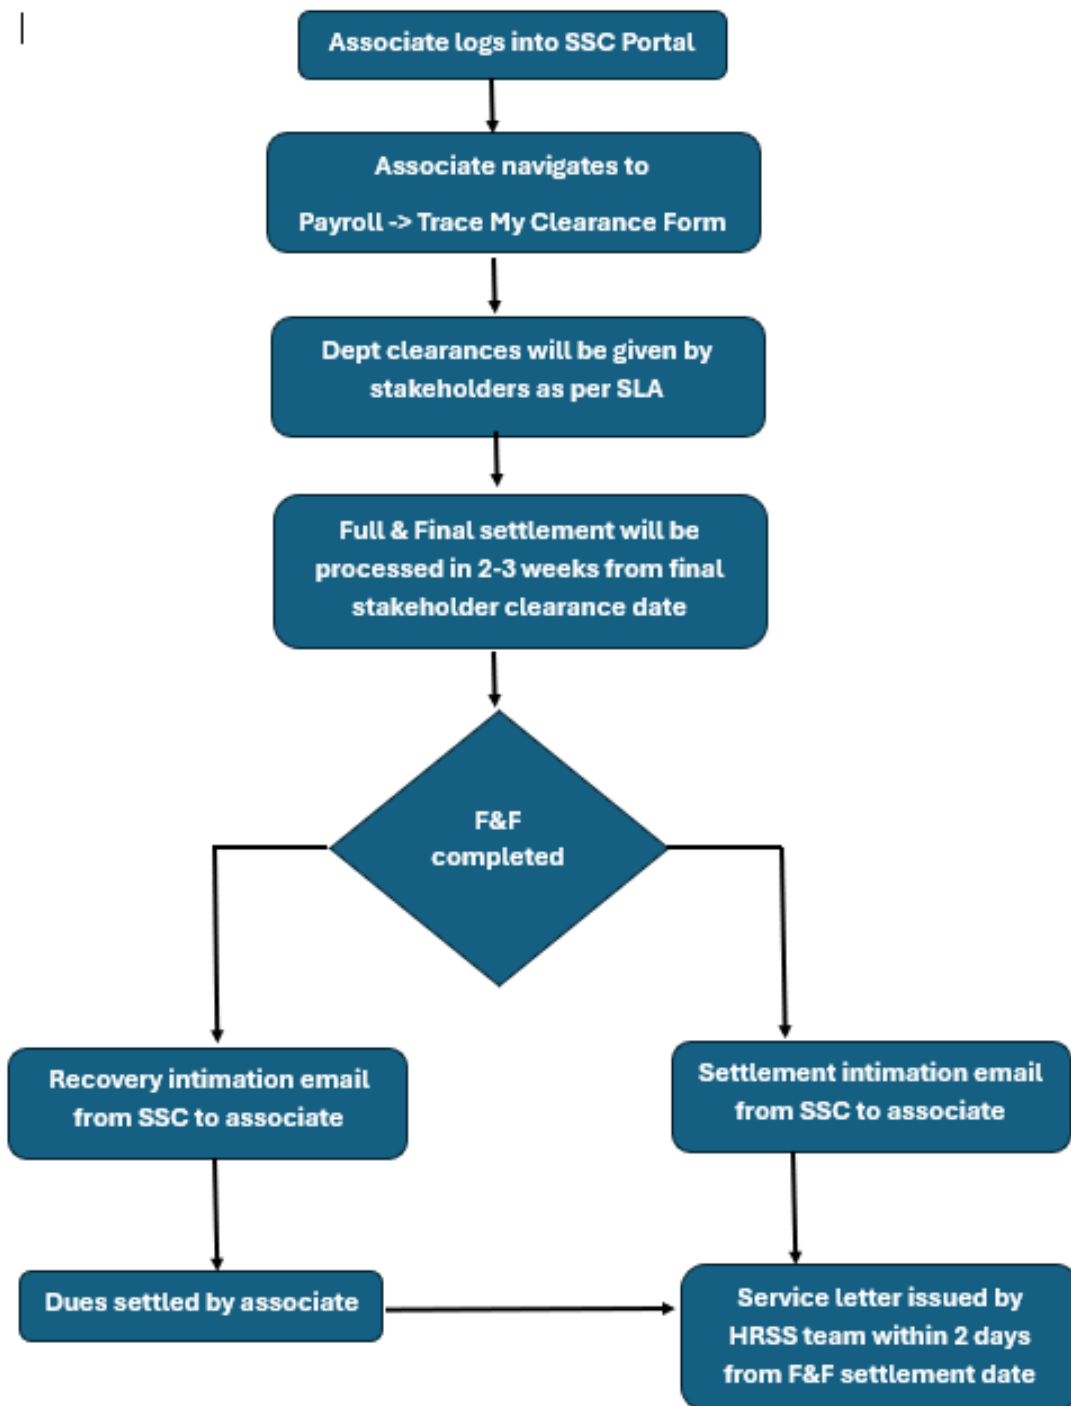 Associate logs into SSC Portal
Associate navigates to
Payroll -> Trace My Clearance Form
Dept clearances will be given by
stakeholders as per SLA
Full & Final settlement will be
processed in 2-3 weeks from final
stakeholder clearance date
F&F
completed
Recovery intimation email
from SSC to associate
Settlement intimation email
from SSC to associate
Dues settled by associate
Service letter issued by
HRSS team within 2 days
from F&F settlement date